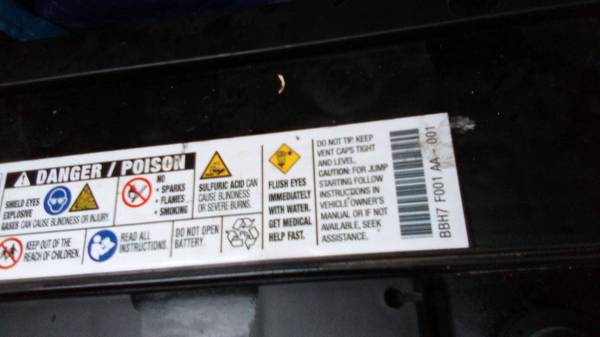 DANGER / POISON
SHIELD EYES
EXPLOSIVE
GASES CAN CAUSE BLINDNESS OR INJURY.
NO
• SPARKS
• FLAMES
• SMOKING
SULFURIC ACID CAN
CAUSE BLINDNESS
OR SEVERE BURNS.
FLUSH EYES
IMMEDIATELY
WITH WATER.
GET MEDICAL
HELP FAST.
DO NOT TIP. KEEP
VENT CAPS TIGHT
AND LEVEL.
CAUTION: FOR JUMP
STARTING FOLLOW
INSTRUCTIONS IN
VEHICLE OWNER'S
MANUAL OR IF NOT
AVAILABLE, SEEK
ASSISTANCE.
KEEP OUT OF THE
REACH OF CHILDREN.
READ ALL
INSTRUCTIONS.
DO NOT OPEN
BATTERY.
BBH7 F001 AA - 001